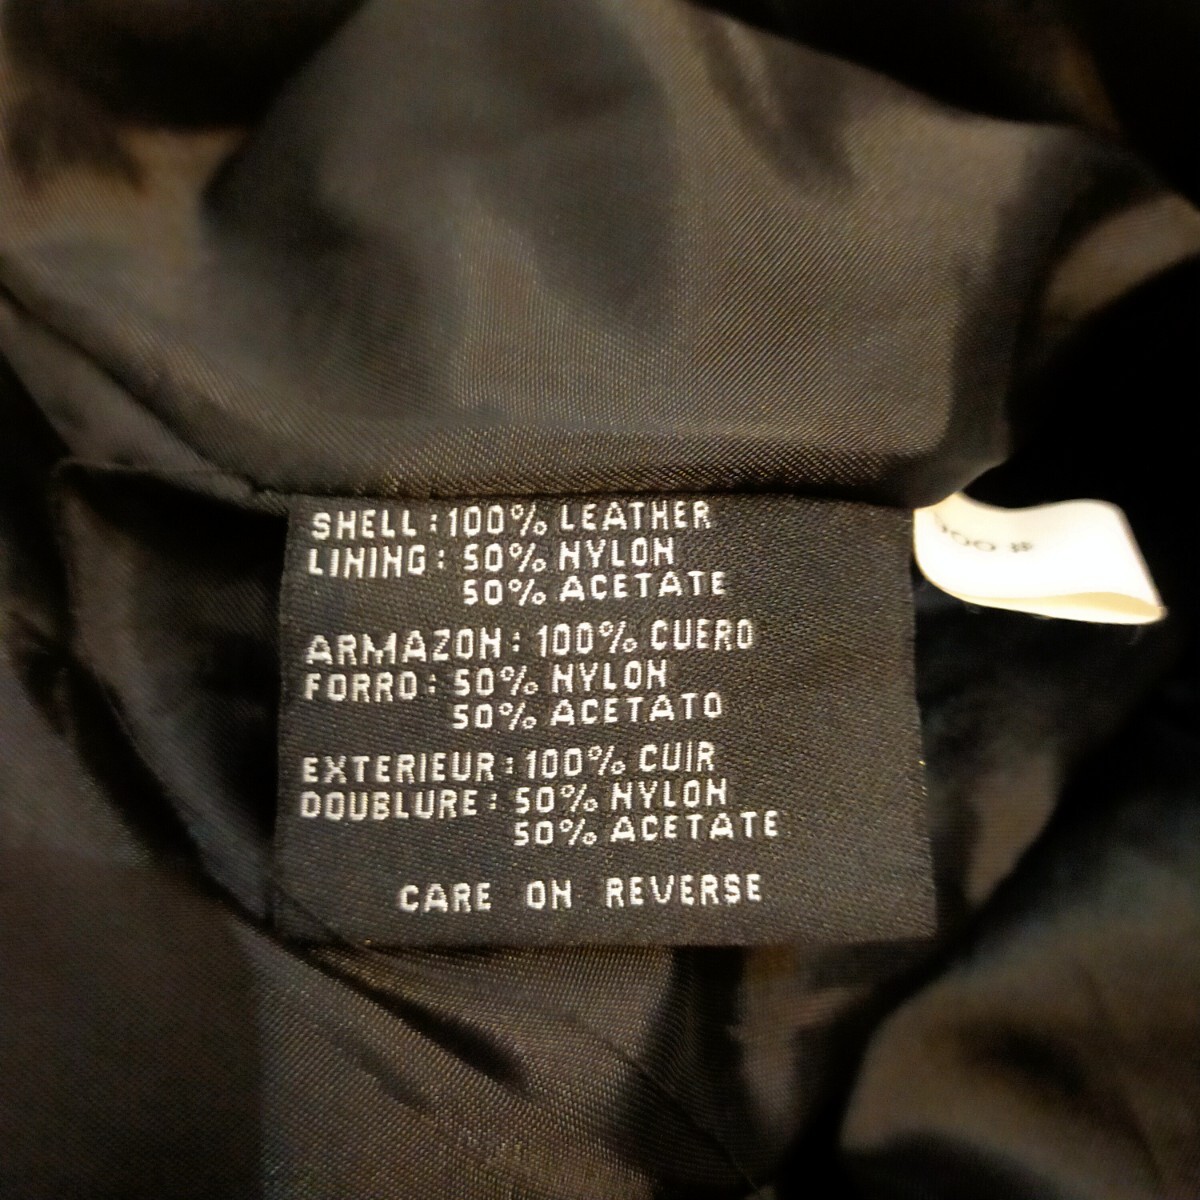 SHELL: 100% LEATHER
LINING: 50% NYLON
50% ACETATE
ARMAZON: 100% CUERO
FORRO: 50% NYLON
50% ACETATO
EXTERIEUR: 100% CUIR
DOUBLURE: 50% NYLON
50% ACETATE
CARE ON REVERSE